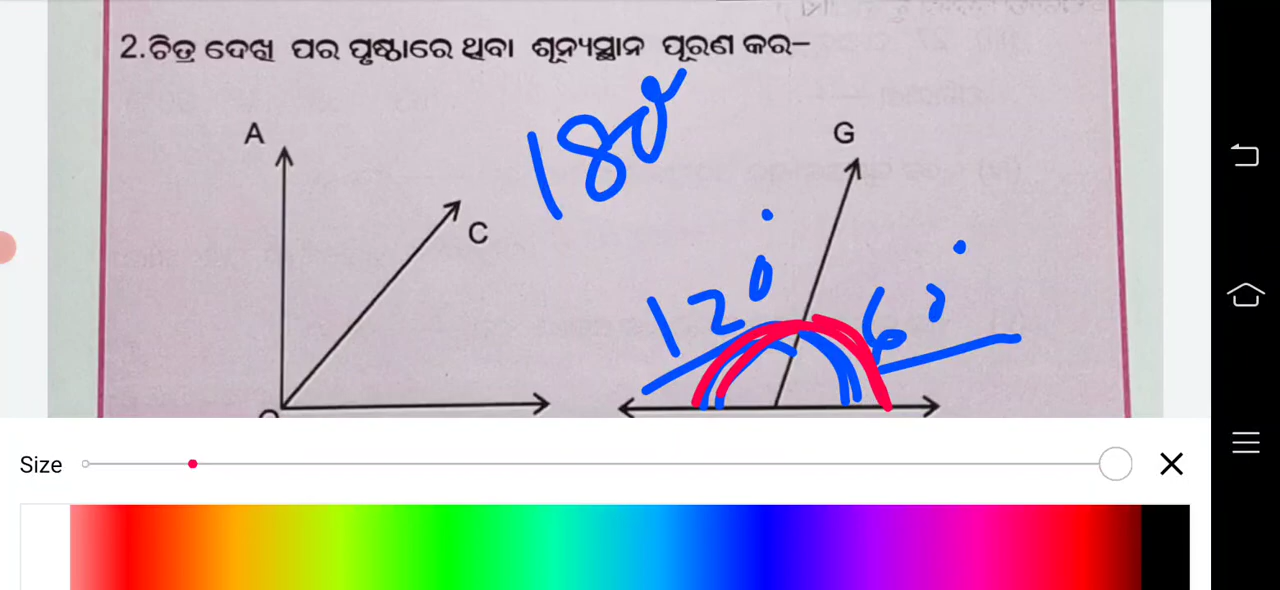 2.ଚିତ୍ର ଦେଖି ପର ପୃଷ୍ଠାରେ ଥିବା ଶୂନ୍ୟସ୍ଥାନ ପୂରଣ କର–
180°
A
G
C
120°
60°
Size